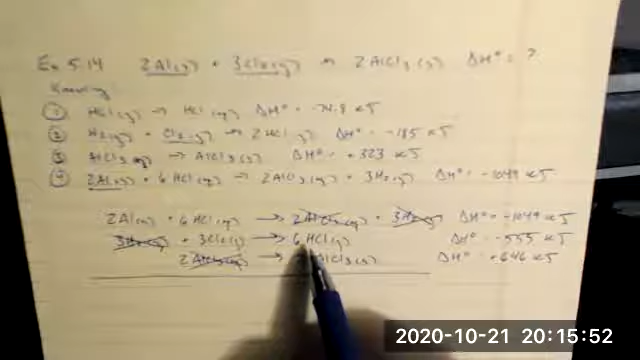 Ex 5.14 2Al(s) + 3Cl₂(g) → 2AlCl₃(s) ΔH° = ?
Knowing:
① HCl(g) → HCl(aq) ΔH° = -74.8 kJ
② H₂(g) + Cl₂(g) → 2HCl(g) ΔH° = -185 kJ
③ AlCl₃(aq) → AlCl₃(s) ΔH° = +323 kJ
④ 2Al(s) + 6HCl(aq) → 2AlCl₃(aq) + 3H₂(g) ΔH° = -1049 kJ
2Al(s) + 6HCl(aq) → 2AlCl₃(aq) + 3H₂(g) ΔH° = -1049 kJ
3H₂(g) + 3Cl₂(g) → 6HCl(g) ΔH° = -555 kJ
2AlCl₃(aq) → AlCl₃(s) ΔH° = +646 kJ
2020-10-21 20:15:52